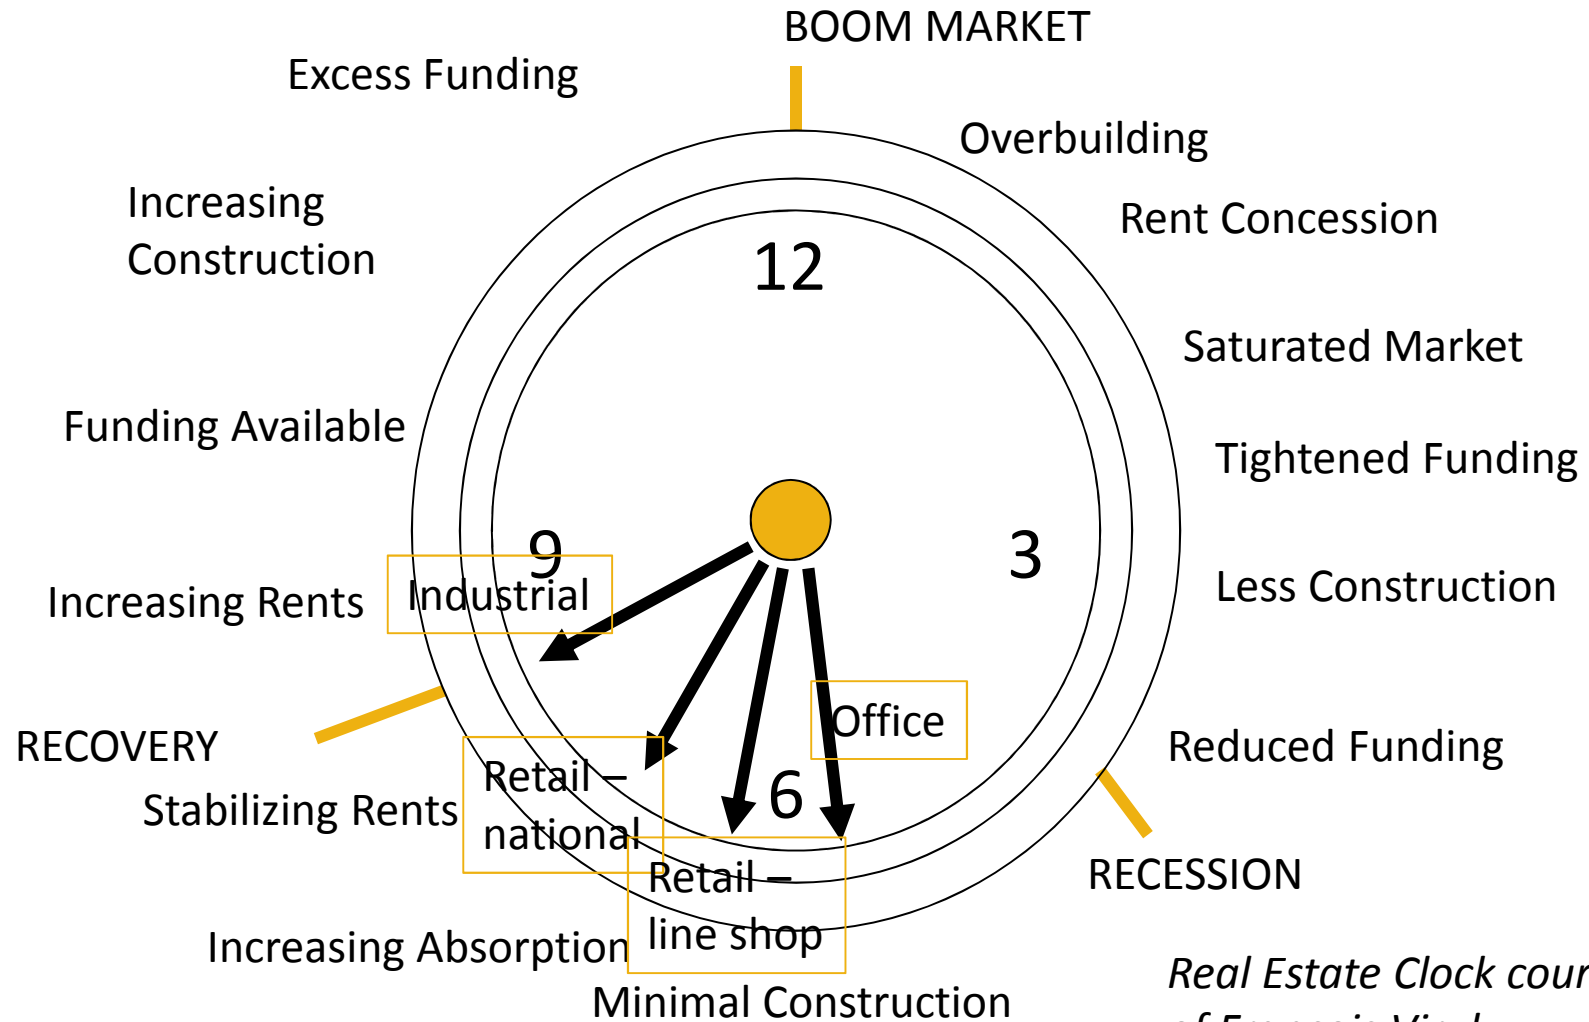 BOOM MARKET
Excess Funding
Overbuilding
Increasing
Construction
Rent Concession
12
Saturated Market
Funding Available
Tightened Funding
9
3
Increasing Rents
Industrial
Less Construction
RECOVERY
Office
Reduced Funding
Stabilizing Rents
Retail –
national
6
RECESSION
Retail –
line shop
Increasing Absorption
Minimal Construction
Real Estate Clock